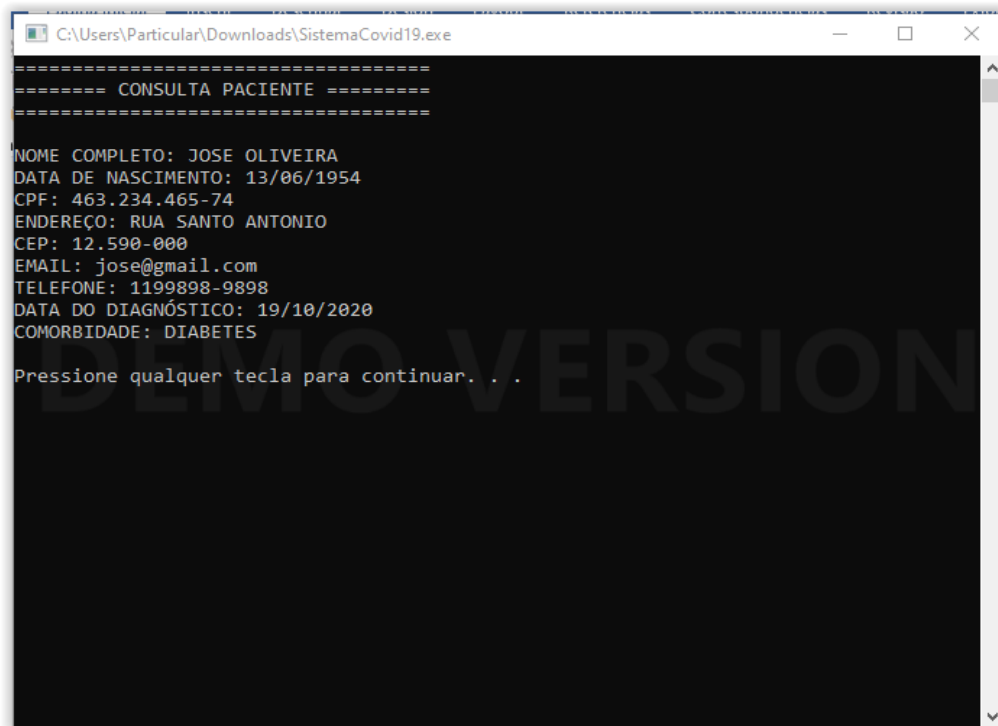 C:\Users\Particular\Downloads\SistemaCovid19.exe
====================================
======== CONSULTA PACIENTE =========
====================================
NOME COMPLETO: JOSE OLIVEIRA
DATA DE NASCIMENTO: 13/06/1954
CPF: 463.234.465-74
ENDEREÇO: RUA SANTO ANTONIO
CEP: 12.590-000
EMAIL: jose@gmail.com
TELEFONE: 1199898-9898
DATA DO DIAGNÓSTICO: 19/10/2020
COMORBIDADE: DIABETES
DEMO VERSION
Pressione qualquer tecla para continuar. . .